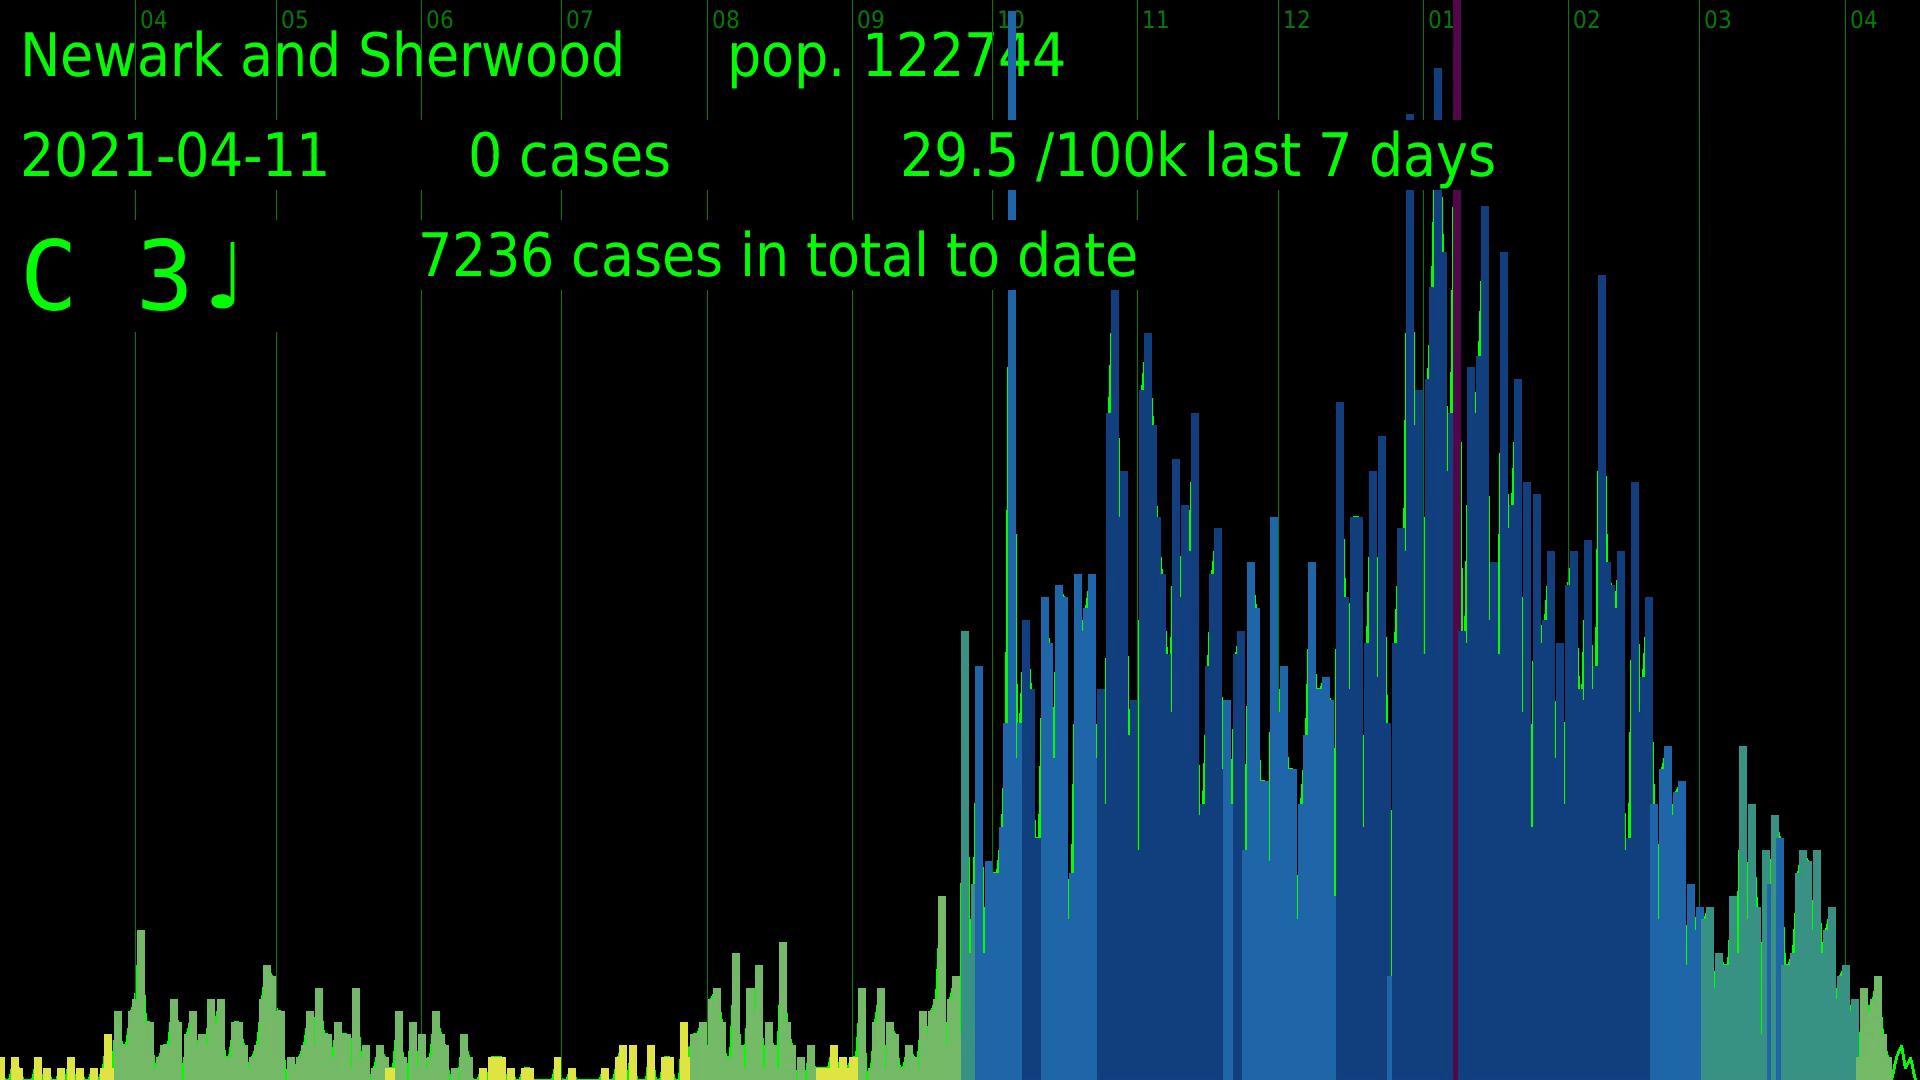 04 05 06 07 08 09 10 11 12 01 02 03 04
Newark and Sherwood pop. 122744
2021-04-11 0 cases 29.5 /100k last 7 days
C 3♩ 7236 cases in total to date